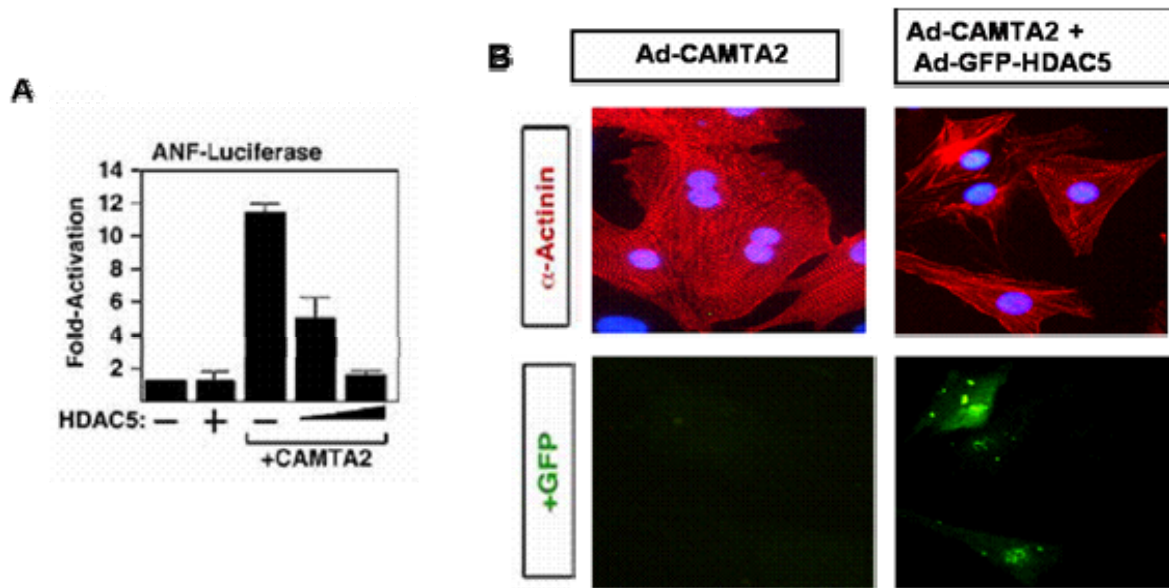 A
ANF-Luciferase
Fold-Activation
14
12
10
8
6
4
2
HDAC5: − + −
+CAMTA2
B
Ad-CAMTA2
Ad-CAMTA2 +
Ad-GFP-HDAC5
α-Actinin
+GFP